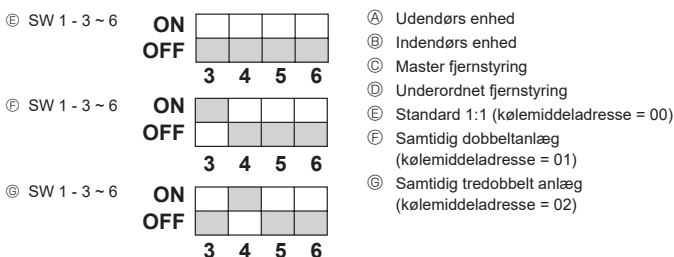 Ⓔ SW 1 - 3 ~ 6
ON
OFF
3 4 5 6
Ⓕ SW 1 - 3 ~ 6
ON
OFF
3 4 5 6
Ⓖ SW 1 - 3 ~ 6
ON
OFF
3 4 5 6
Ⓐ Udendørs enhed
Ⓑ Indendørs enhed
Ⓒ Master fjernstyring
Ⓓ Underordnet fjernstyring
Ⓔ Standard 1:1 (kølemiddeladresse = 00)
Ⓕ Samtidig dobbeltanlæg
(kølemiddeladresse = 01)
Ⓖ Samtidig tredobbelt anlæg
(kølemiddeladresse = 02)